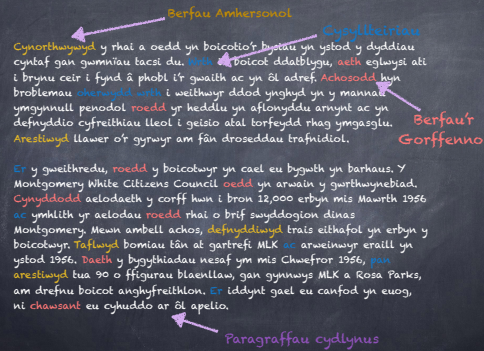 Berfau Amhersonol
Cysyllteiriau
Cynorthwywyd y rhai a oedd yn boicotio'r bysiau yn ystod y dyddiau
cyntaf gan gwmnïau tacsi du. i'r boicot ddatblygu, aeth eglwysi ati
i brynu ceir i fynd â phobl i'r gwaith ac yn ôl adref. Achosodd hyn
broblemau oherwydd wrth i weithwyr ddod ynghyd yn y mannau
ymgynnull penodol roedd yr heddlu yn aflonyddu arnynt ac yn
defnyddio cyfreithiau lleol i geisio atal torfeydd rhag ymgasglu.
Arestiwyd llawer o'r gyrwyr am fân droseddau trafnidiol.
Berfau'r
Gorffenno
Er y gweithredu, roedd y boicotwyr yn cael eu bygwth yn barhaus. Y
Montgomery White Citizens Council oedd yn arwain y gwrthwynebiad.
Cynyddodd aelodaeth y corff hwn i bron 12,000 erbyn mis Mawrth 1956
ac ymhlith yr aelodau roedd rhai o brif swyddogion dinas
Montgomery. Mewn ambell achos, defnyddiwyd trais eithafol yn erbyn y
boicotwyr. Taflwyd bomiau tân at gartrefi MLK ac arweinwyr eraill yn
ystod 1956. Daeth y bygythiadau nesaf ym mis Chwefror 1956, pan
arestiwyd tua 90 o ffigurau blaenllaw, gan gynnwys MLK a Rosa Parks,
am drefnu boicot anghyfreithlon. Er iddynt gael eu canfod yn euog,
ni chawsant eu cyhuddo ar ôl apelio.
Paragraffau cydlynus